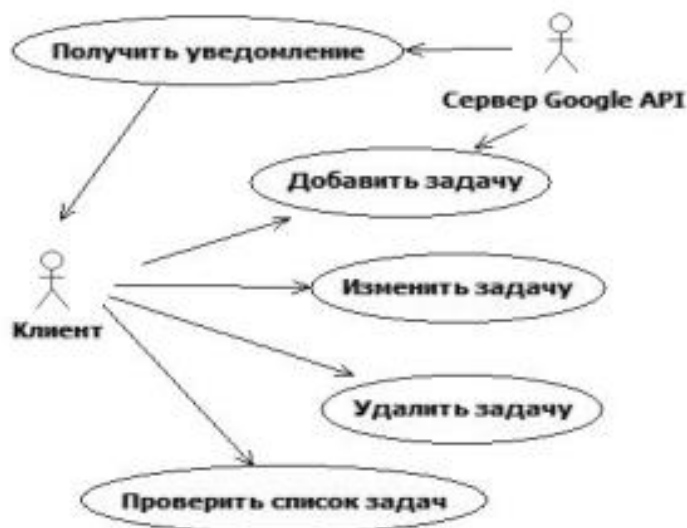 Получить уведомление
Сервер Google API
Добавить задачу
Изменить задачу
Клиент
Удалить задачу
Проверить список задач